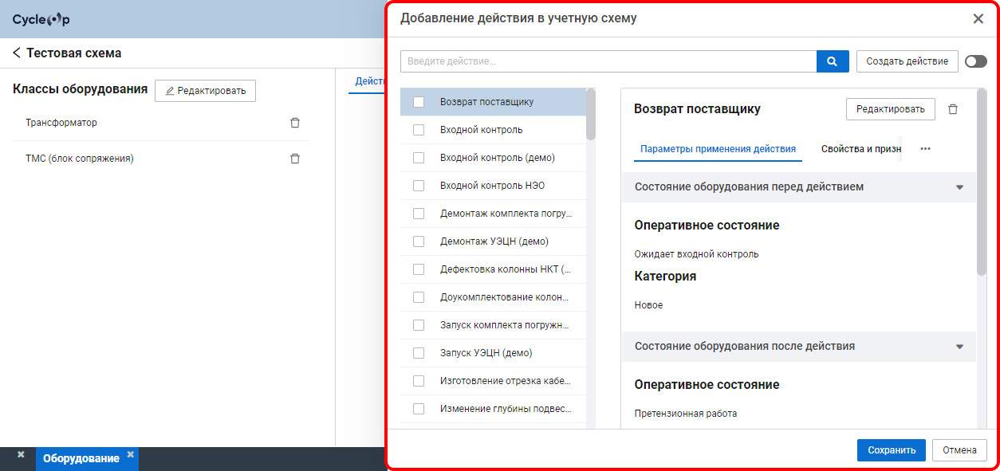 CycleOp
Тестовая схема
Классы оборудования
Редактировать
Трансформатор
ТМС (блок сопряжения)
Дейст
Добавление действия в учетную схему
Введите действие...
Создать действие
Возврат поставщику
Входной контроль
Входной контроль (демо)
Входной контроль НЭО
Демонтаж комплекта погру...
Демонтаж УЭЦН (демо)
Дефектовка колонны НКТ (...
Доукомплектование колон...
Запуск комплекта погружн...
Запуск УЭЦН (демо)
Изготовление отрезка кабе...
Изменение глубины подвес...
Возврат поставщику
Редактировать
Параметры применения действия
Свойства и призн
...
Состояние оборудования перед действием
Оперативное состояние
Ожидает входной контроль
Категория
Новое
Состояние оборудования после действия
Оперативное состояние
Претензионная работа
Сохранить
Отмена
Оборудование